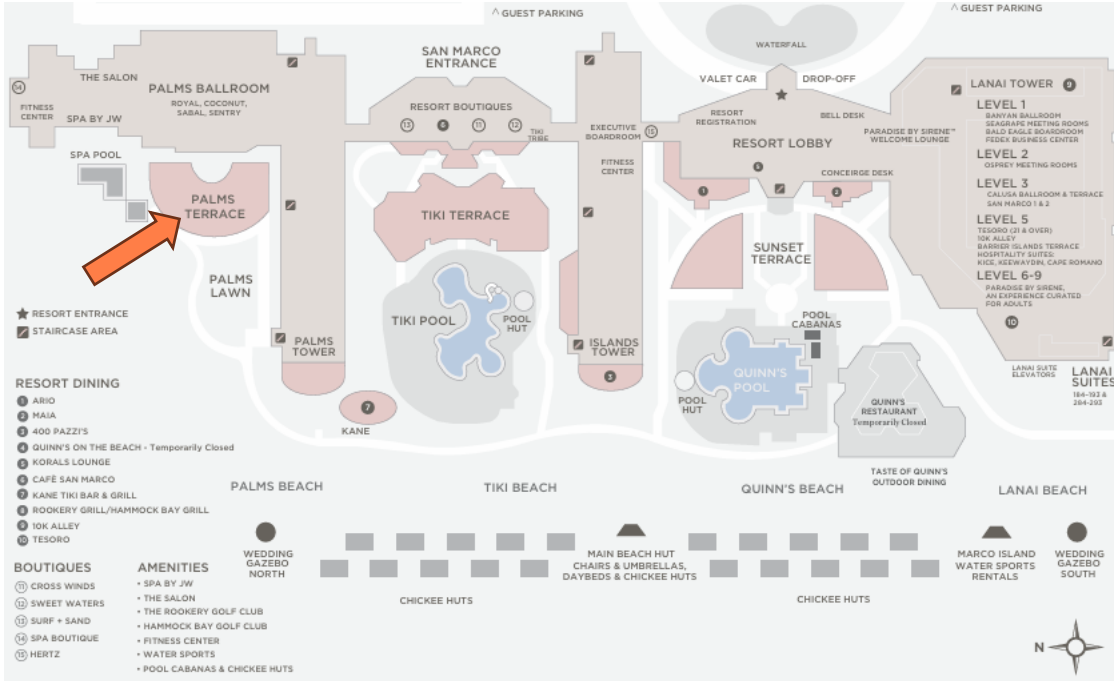 ^ GUEST PARKING
^ GUEST PARKING
WATERFALL
SAN MARCO
ENTRANCE
VALET CAR
DROP-OFF
THE SALON
PALMS BALLROOM
ROYAL, COCONUT,
SABAL, SENTRY
14
FITNESS
CENTER
SPA BY JW
SPA POOL
RESORT BOUTIQUES
13
6
11
12
TIKI
TRIBE
EXECUTIVE
BOARDROOM
15
FITNESS
CENTER
RESORT
REGISTRATION
BELL DESK
RESORT LOBBY
PARADISE BY SIRENE™
WELCOME LOUNGE
5
CONCEIRGE DESK
1
2
LANAI TOWER
9
LEVEL 1
BANYAN BALLROOM
SEAGRAPE MEETING ROOMS
BALD EAGLE BOARDROOM
FEDEX BUSINESS CENTER
LEVEL 2
OSPREY MEETING ROOMS
LEVEL 3
CALUSA BALLROOM & TERRACE
SAN MARCO 1 & 2
LEVEL 5
TESORO (21 & OVER)
10K ALLEY
BARRIER ISLANDS TERRACE
HOSPITALITY SUITES:
KICE, KEEWAYDIN, CAPE ROMANO
LEVEL 6-9
PARADISE BY SIRENE,
AN EXPERIENCE CURATED
FOR ADULTS
10
LANAI SUITE
ELEVATORS
LANAI
SUITES
184-193 &
284-293
PALMS
TERRACE
TIKI TERRACE
SUNSET
TERRACE
PALMS
LAWN
TIKI POOL
POOL
HUT
POOL
CABANAS
PALMS
TOWER
ISLANDS
TOWER
3
7
KANE
QUINN'S
POOL
POOL
HUT
QUINN'S
RESTAURANT
Temporarily Closed
TASTE OF QUINN'S
OUTDOOR DINING
RESORT ENTRANCE
STAIRCASE AREA
RESORT DINING
1 ARIO
2 MAIA
3 400 PAZZI'S
4 QUINN'S ON THE BEACH - Temporarily Closed
5 KORALS LOUNGE
6 CAFÈ SAN MARCO
7 KANE TIKI BAR & GRILL
8 ROOKERY GRILL/HAMMOCK BAY GRILL
9 10K ALLEY
10 TESORO
BOUTIQUES
11 CROSS WINDS
12 SWEET WATERS
13 SURF + SAND
14 SPA BOUTIQUE
15 HERTZ
AMENITIES
• SPA BY JW
• THE SALON
• THE ROOKERY GOLF CLUB
• HAMMOCK BAY GOLF CLUB
• FITNESS CENTER
• WATER SPORTS
• POOL CABANAS & CHICKEE HUTS
PALMS BEACH
TIKI BEACH
QUINN'S BEACH
LANAI BEACH
WEDDING
GAZEBO
NORTH
MAIN BEACH HUT
CHAIRS & UMBRELLAS,
DAYBEDS & CHICKEE HUTS
MARCO ISLAND
WATER SPORTS
RENTALS
WEDDING
GAZEBO
SOUTH
CHICKEE HUTS
CHICKEE HUTS
N